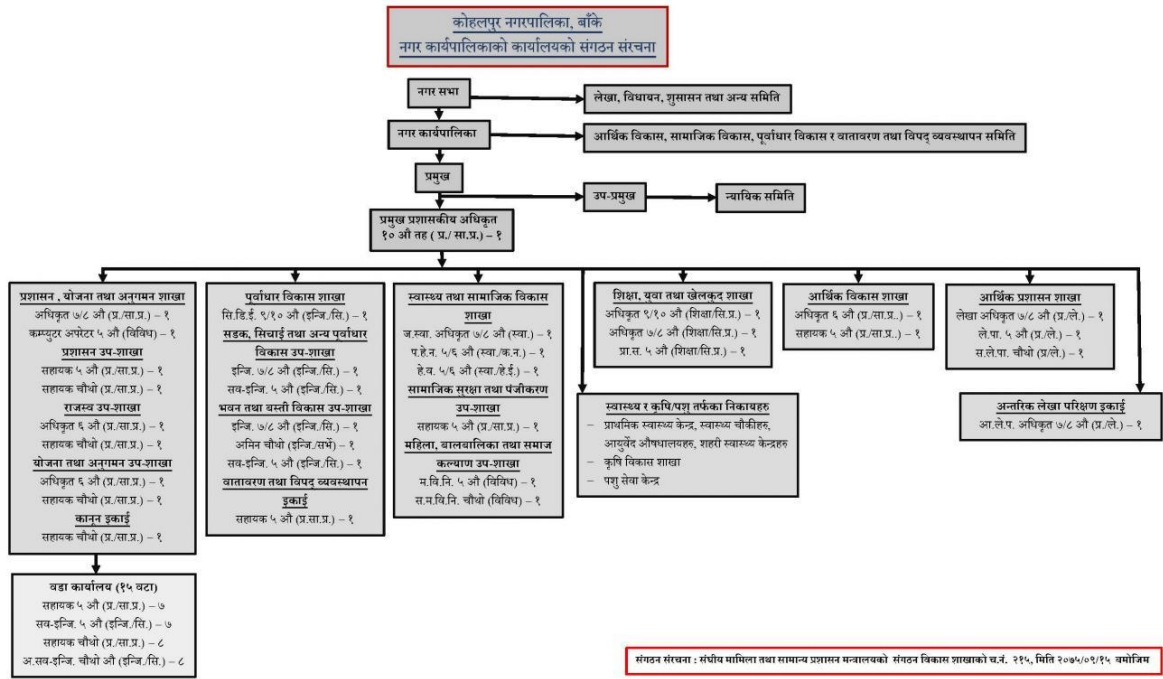 कोहलपुर नगरपालिका, बाँके
नगर कार्यपालिकाको कार्यालयको संगठन संरचना
नगर सभा
लेखा, विधायन, शुसासन तथा अन्य समिति
नगर कार्यपालिका
आर्थिक विकास, सामाजिक विकास, पूर्वाधार विकास र वातावरण तथा विपद् व्यवस्थापन समिति
प्रमुख
उप-प्रमुख
न्यायिक समिति
प्रमुख प्रशासकीय अधिकृत
१० औ तह ( प्र./ सा.प्र.) – १
प्रशासन , योजना तथा अनुगमन शाखा
अधिकृत ७/८ औ (प्र./सा.प्र.) – १
कम्प्युटर अपरेटर ५ औ (विविध) – १
प्रशासन उप-शाखा
सहायक ५ औ (प्र./सा.प्र.) – १
सहायक चौथो (प्र./सा.प्र.) – १
राजस्व उप-शाखा
अधिकृत ६ औ (प्र./सा.प्र.) – १
सहायक चौथो (प्र./सा.प्र.) – १
योजना तथा अनुगमन उप-शाखा
अधिकृत ६ औ (प्र./सा.प्र.) – १
सहायक चौथो (प्र./सा.प्र.) – १
कानून इकाई
सहायक चौथो (प्र./सा.प्र.) – १
वडा कार्यालय (१५ वटा)
सहायक ५ औ (प्र./सा.प्र.) – ७
सव-इन्जि. ५ औ (इन्जि./सि.) – ७
सहायक चौथो (प्र./सा.प्र.) – ८
अ.सव-इन्जि. चौथो औ (इन्जि./सि.) – ८
पूर्वाधार विकास शाखा
सि.डि.ई. ९/१० औ (इन्जि./सि.) – १
सडक, सिचाई तथा अन्य पूर्वाधार
विकास उप-शाखा
इन्जि. ७/८ औ (इन्जि./सि.) – १
सव-इन्जि. ५ औ (इन्जि./सि.) – १
भवन तथा वस्ती विकास उप-शाखा
इन्जि. ७/८ औ (इन्जि./सि.) – १
अमिन चौथो (इन्जि./सर्भे) – १
सव-इन्जि. ५ औ (इन्जि./सि.) – १
वातावरण तथा विपद् व्यवस्थापन
इकाई
सहायक ५ औ (प्र.सा.प्र.) – १
स्वास्थ्य तथा सामाजिक विकास
शाखा
ज.स्वा. अधिकृत ७/८ औ (स्वा.) – १
प.हे.न. ५/६ औ (स्वा./क.न.) – १
हे.व. ५/६ औ (स्वा./हे.ई.) – १
सामाजिक सुरक्षा तथा पंजीकरण
उप-शाखा
सहायक ५ औ (प्र./सा.प्र.) – १
महिला, बालबालिका तथा समाज
कल्याण उप-शाखा
म.वि.नि. ५ औ (विविध) – १
स.म.वि.नि. चौथो (विविध) – १
शिक्षा, युवा तथा खेलकुद शाखा
अधिकृत ९/१० औ (शिक्षा/सि.प्र.) – १
अधिकृत ७/८ औ (शिक्षा/सि.प्र.) – १
प्रा.स. ५ औ (शिक्षा/सि.प्र.) – १
स्वास्थ्य र कृषि/पशु तर्फका निकायहरु
– प्राथमिक स्वास्थ्य केन्द्र, स्वास्थ्य चौकीहरु,
आयुर्वेद औषधालयहरु, शहरी स्वास्थ्य केन्द्रहरु
– कृषि विकास शाखा
– पशु सेवा केन्द्र
आर्थिक विकास शाखा
अधिकृत ६ औ (प्र./सा.प्र..) – १
सहायक ५ औ (प्र./सा.प्र..) – १
आर्थिक प्रशासन शाखा
लेखा अधिकृत ७/८ औ (प्र./ले.) – १
ले.पा. ५ औ (प्र./ले.) – १
स.ले.पा. चौथो (प्र/ले.) – १
अन्तरिक लेखा परिक्षण इकाई
आ.ले.प. अधिकृत ७/८ औ (प्र./ले.) – १
संगठन संरचना : संघीय मामिला तथा सामान्य प्रशासन मन्त्रालयको संगठन विकास शाखाको च.नं. २१५, मिति २०७५/०९/१५ वमोजिम